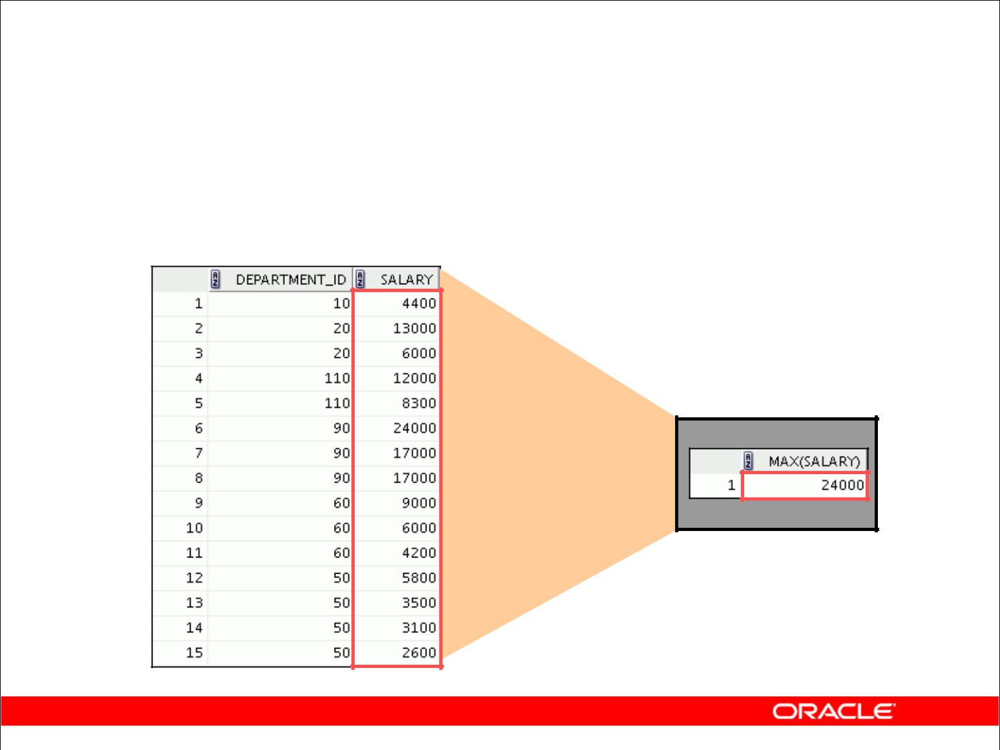 DEPARTMENT_ID SALARY
1 10 4400
2 20 13000
3 20 6000
4 110 12000
5 110 8300
6 90 24000
7 90 17000
8 90 17000
9 60 9000
10 60 6000
11 60 4200
12 50 5800
13 50 3500
14 50 3100
15 50 2600
MAX(SALARY)
1 24000
ORACLE